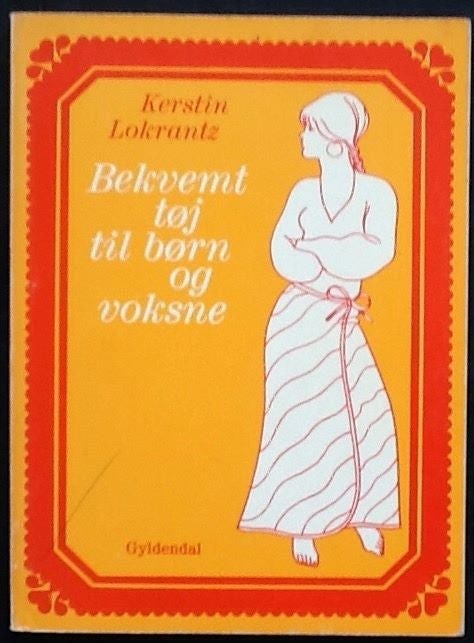 Kerstin
Lokrantz
Bekvemt
tøj
til børn
og
voksne
Gyldendal